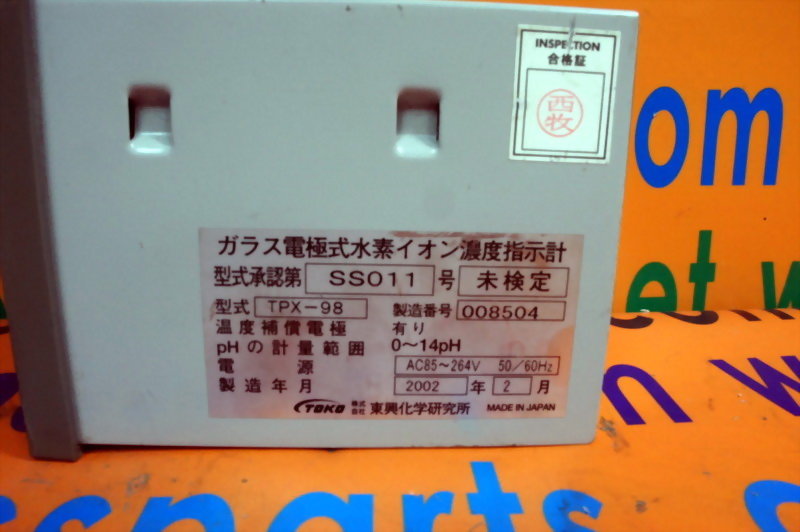 INSPECTION
合格証
西牧
ガラス電極式水素イオン濃度指示計
型式承認第 SS011 号 未検定
型式 TPX-98 製造番号 008504
温度補償電極 有り
pHの計量範囲 0〜14pH
電源 AC85〜264V 50/60Hz
製造年月 2002 年 2 月
TOKO 株式会社 東興化学研究所 MADE IN JAPAN
om
et w
n w
ssparts